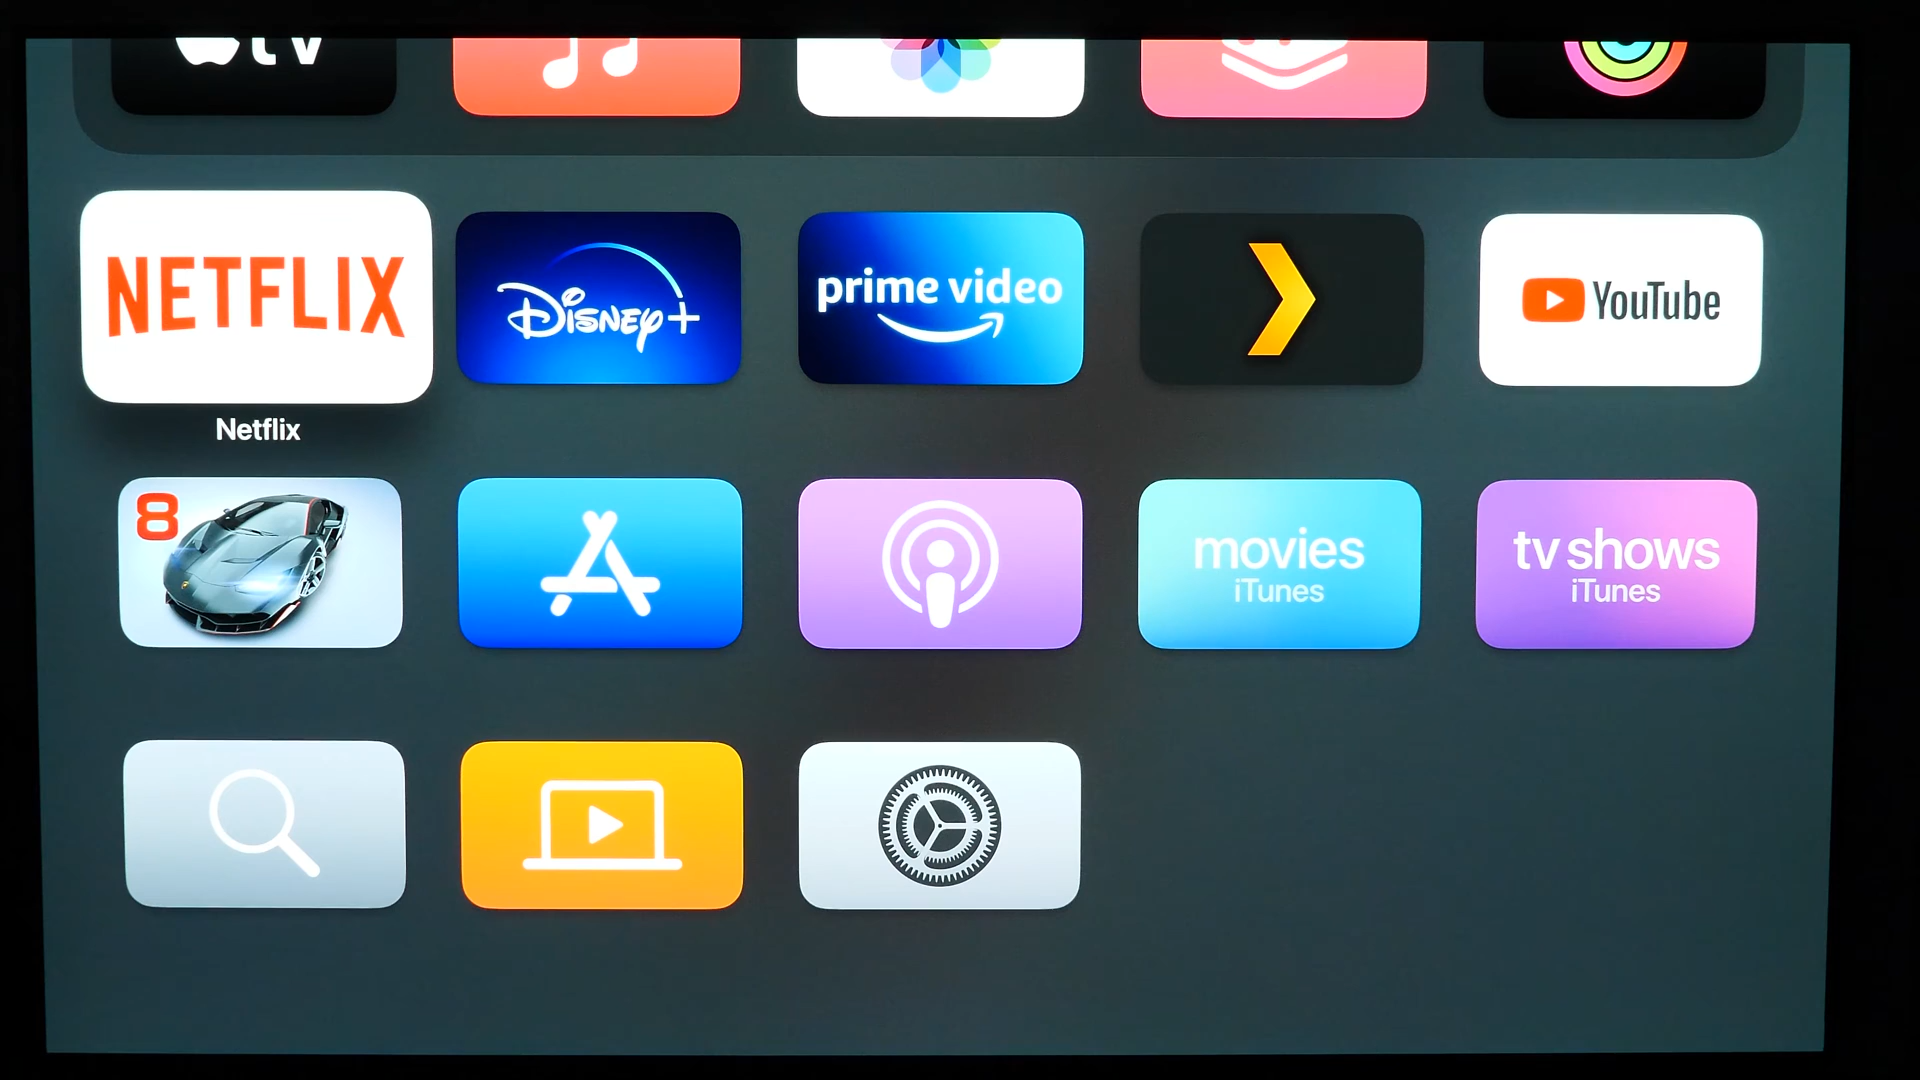 tv
NETFLIX
Disney+
prime video
YouTube
Netflix
8
movies
iTunes
tv shows
iTunes